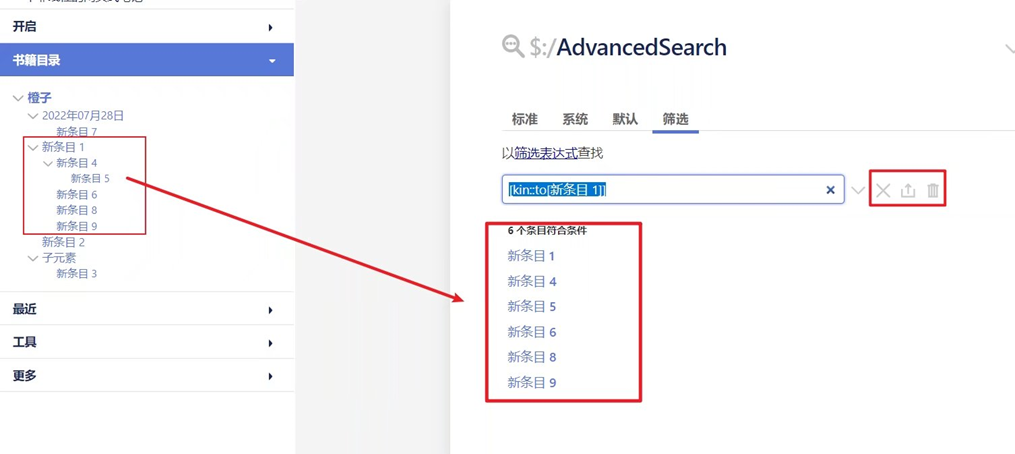 开启
书籍目录
橙子
2022年07月28日
新条目 7
新条目 1
新条目 4
新条目 5
新条目 6
新条目 8
新条目 9
新条目 2
子元素
新条目 3
最近
工具
更多
$:/AdvancedSearch
标准 系统 默认 筛选
以筛选表达式查找
[kin::to[新条目 1]]
6 个条目符合条件
新条目 1
新条目 4
新条目 5
新条目 6
新条目 8
新条目 9